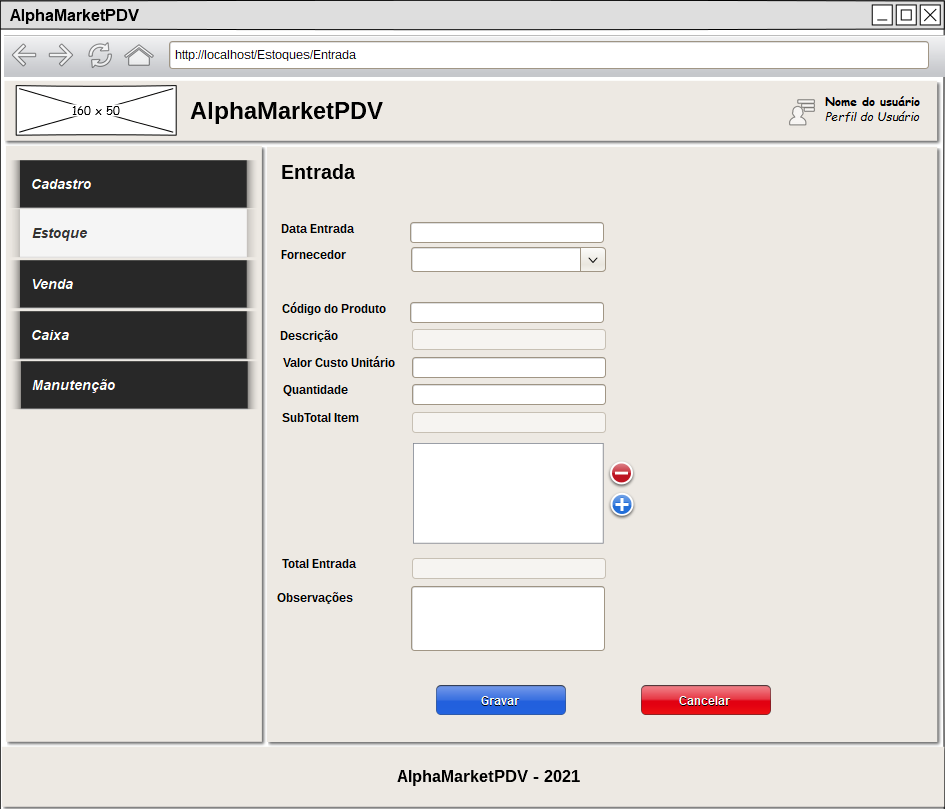 AlphaMarketPDV
http://localhost/Estoques/Entrada
160 x 50
AlphaMarketPDV
Nome do usuário
Perfil do Usuário
Cadastro
Estoque
Venda
Caixa
Manutenção
Entrada
Data Entrada
Fornecedor
Código do Produto
Descrição
Valor Custo Unitário
Quantidade
SubTotal Item
Total Entrada
Observações
Gravar
Cancelar
AlphaMarketPDV - 2021